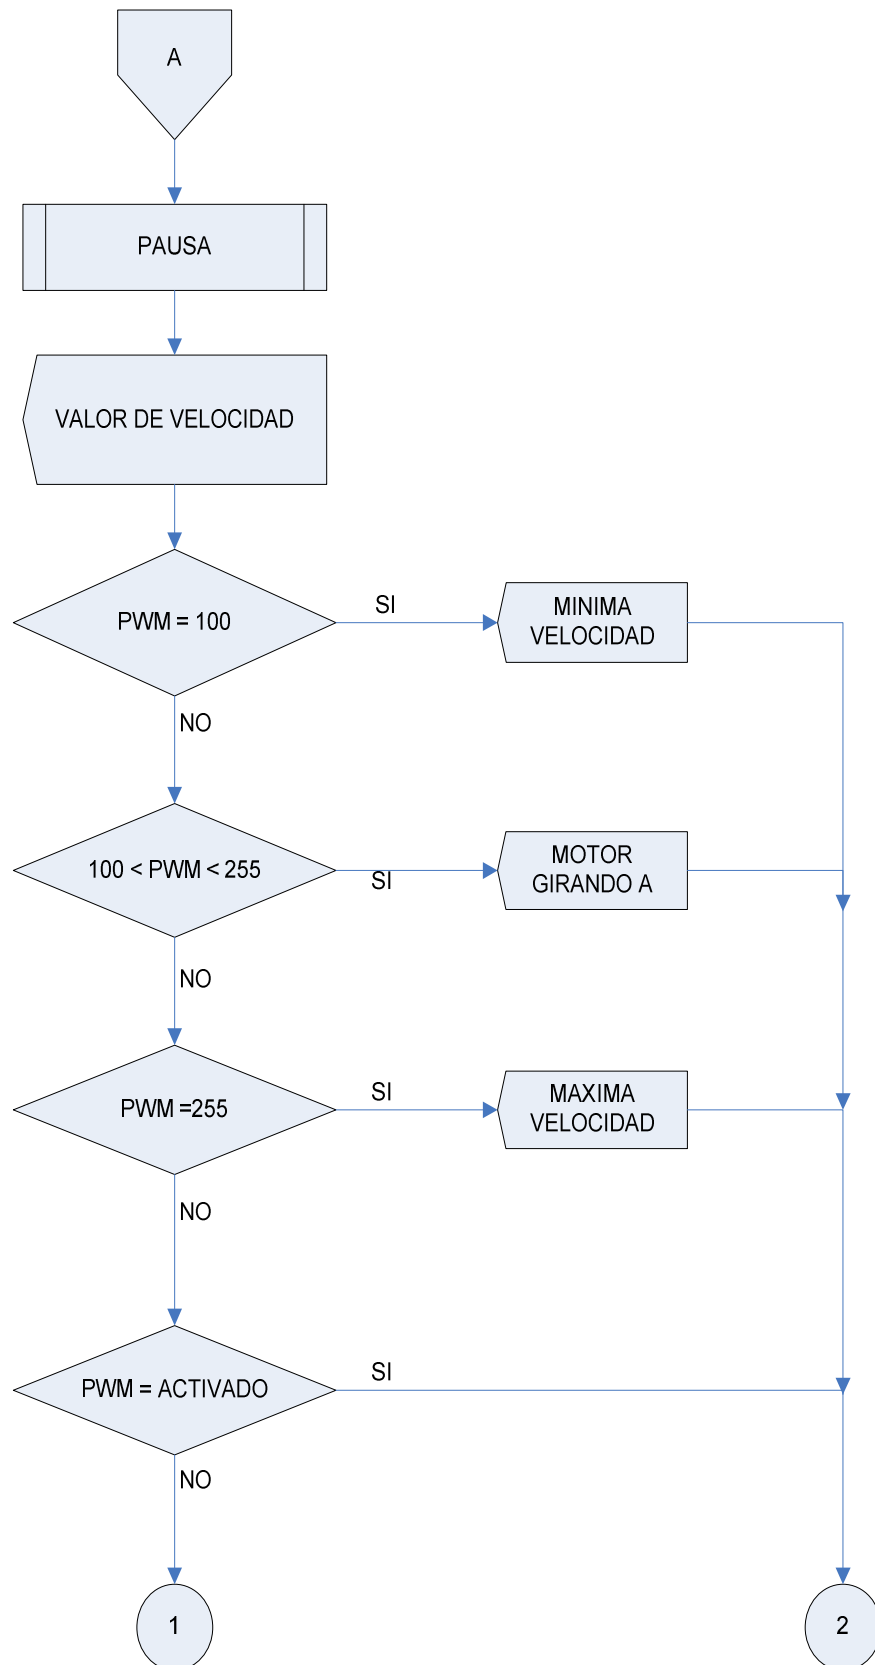 A
PAUSA
VALOR DE VELOCIDAD
PWM = 100
SI
MINIMA
VELOCIDAD
NO
100 < PWM < 255
SI
MOTOR
GIRANDO A
NO
PWM =255
SI
MAXIMA
VELOCIDAD
NO
PWM = ACTIVADO
SI
NO
1
2